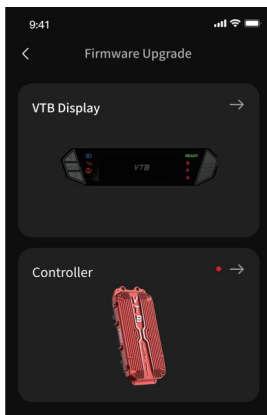 9:41
Firmware Upgrade
VTB Display
READY
VTB
Controller